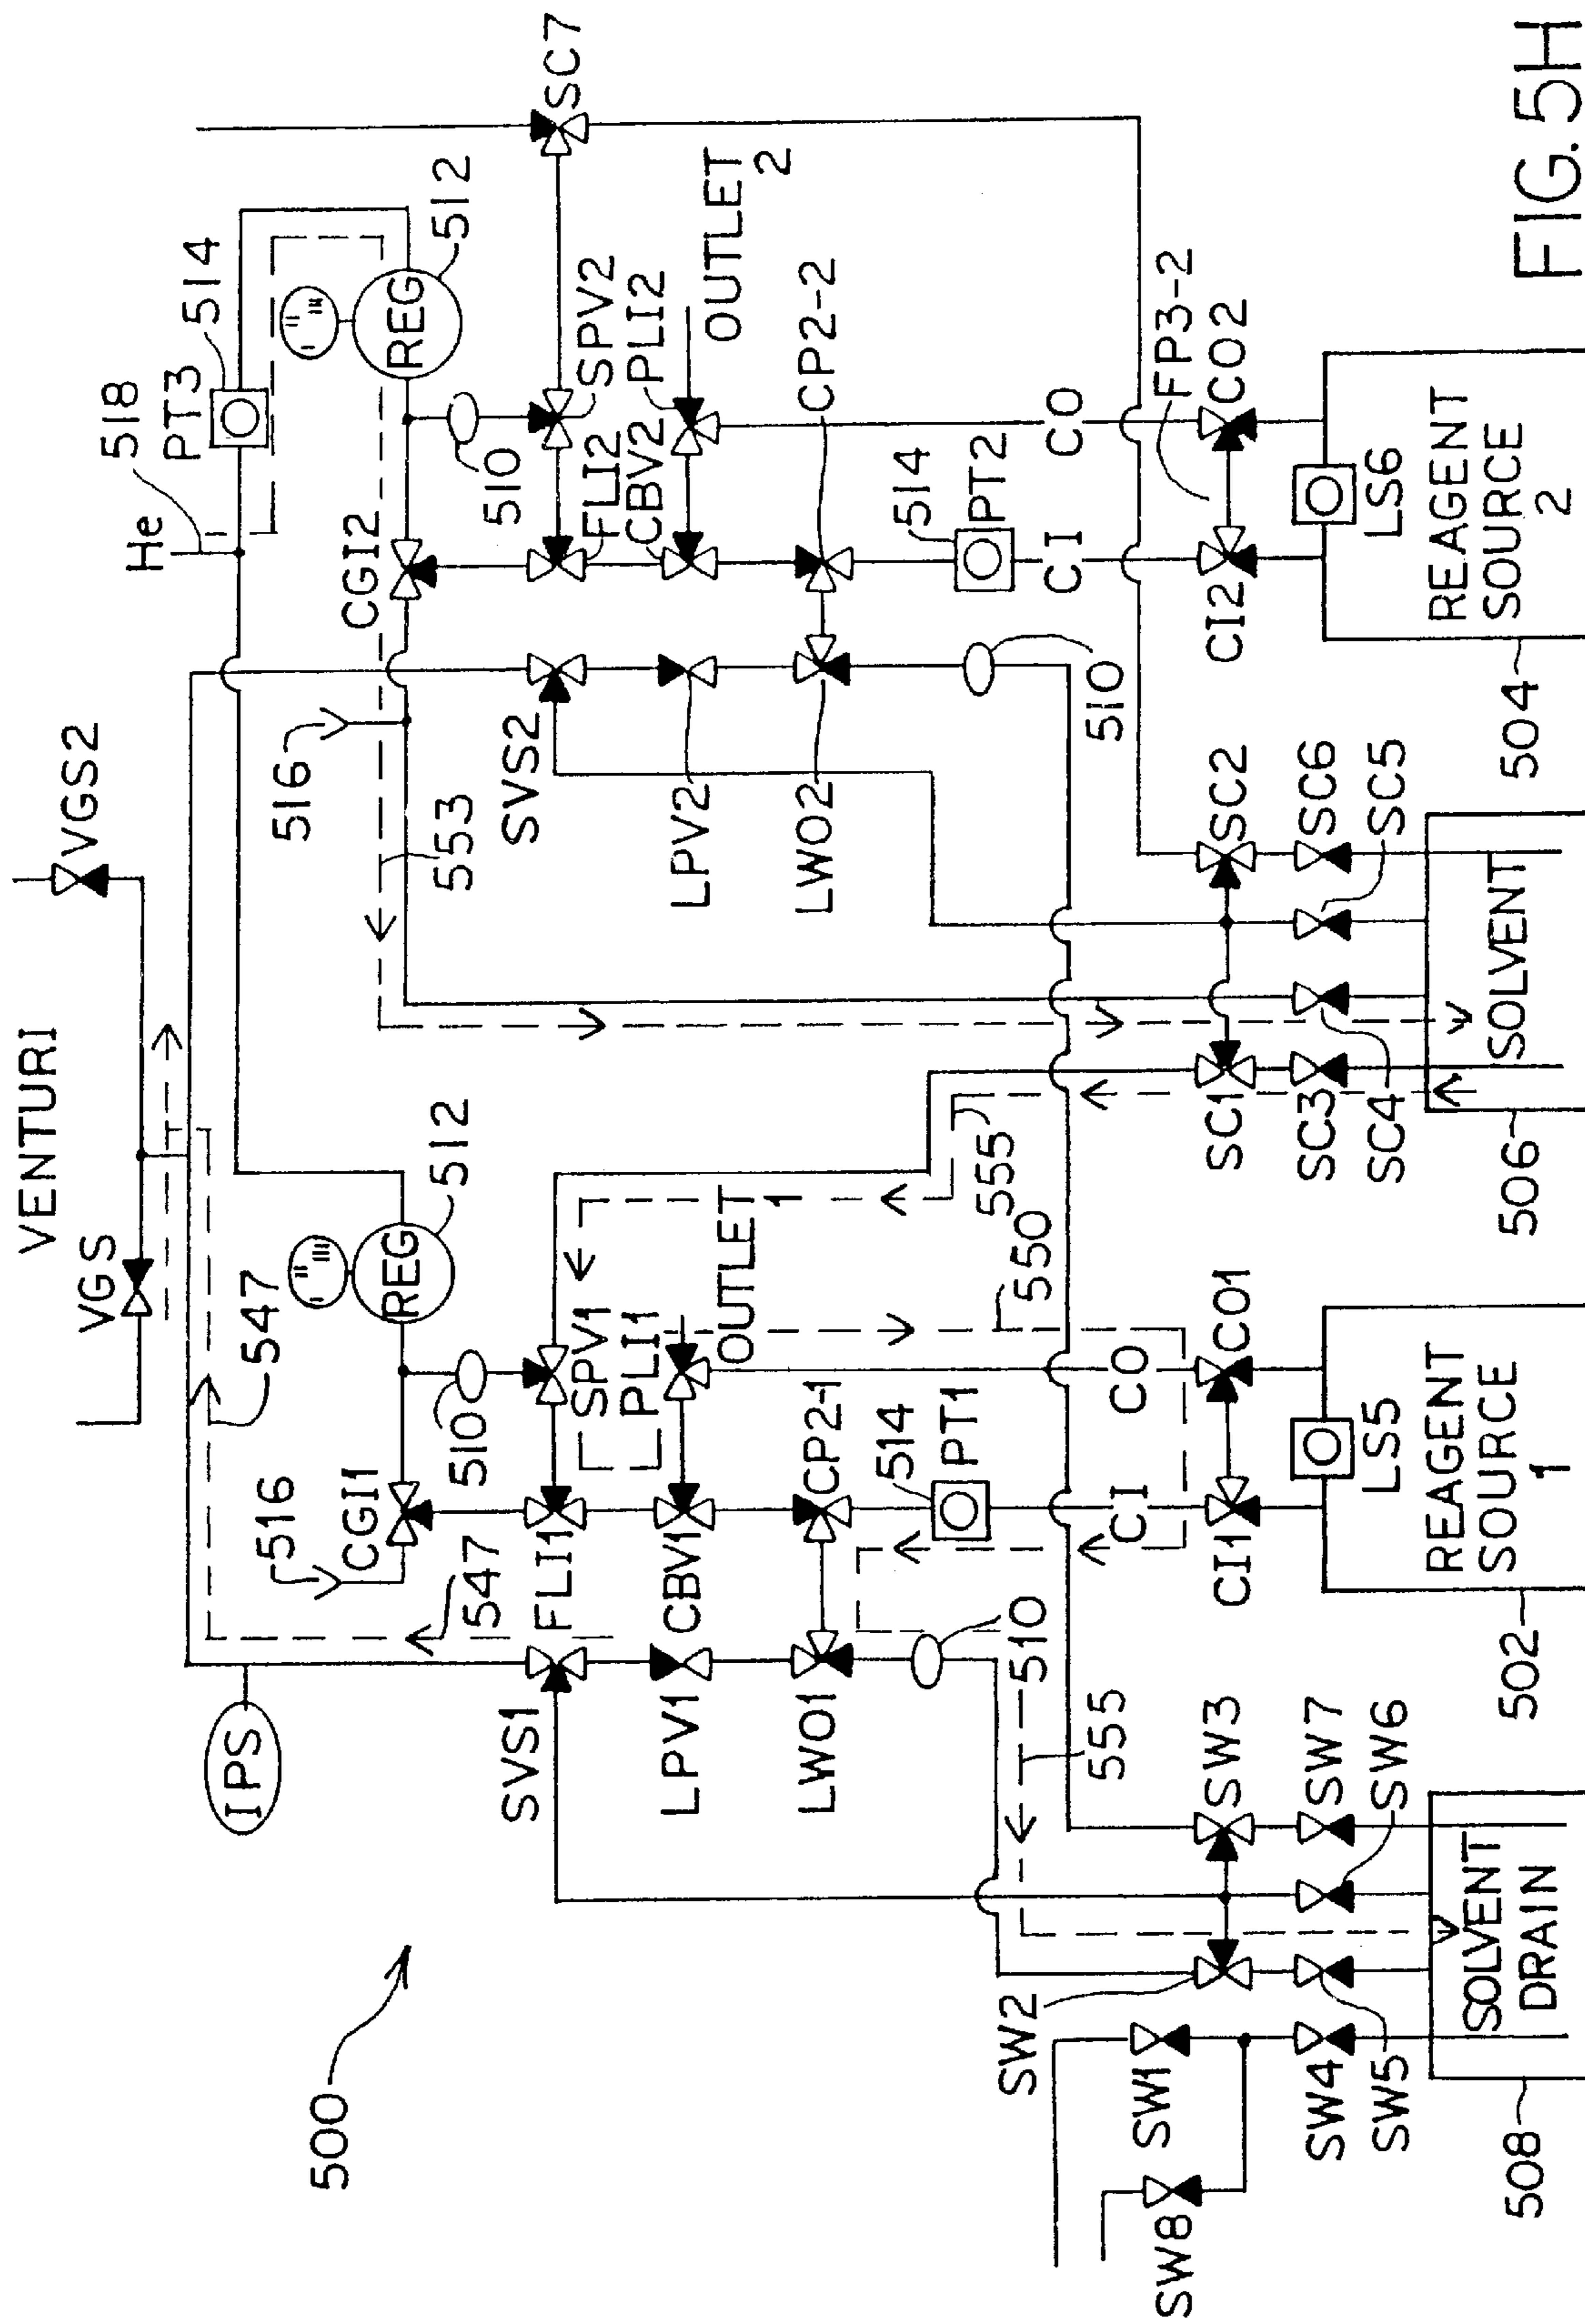 VENTURI
VGS
VGS2
He
518
PT3
514
512
REG
SC7
500
IPS
547
516
CGI1
REG
512
510
516
553
CGI2
510
SPV2
PLI2
OUTLET
2
FLI2
CBV2
CP2-2
SVS1
547
FLI1
SPV1
PLI1
OUTLET
1
SVS2
LPV1
CBV1
LPV2
LWO1
CP2-1
LWO2
514
PT1
514
PT2
510
555
550
555
510
CI
CO
CI
CO
FP3-2
SW2
SW1
SW8
SW3
CI1
CO1
SC1
SC2
CI2
CO2
SW4
SW5
SW7
SW6
LS5
SC3
SC4
SC6
SC5
LS6
SOLVENT
DRAIN
REAGENT
SOURCE
1
SOLVENT
REAGENT
SOURCE
2
508
502
506
504
FIG. 5H